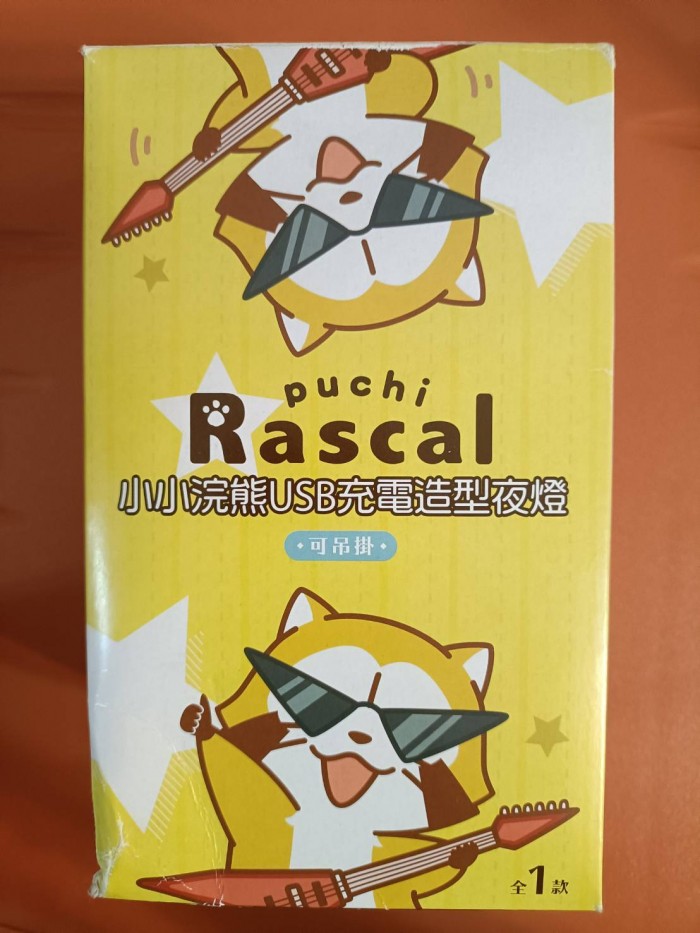 puchi
Rascal
小小浣熊USB充電造型夜燈
可吊掛
全1款